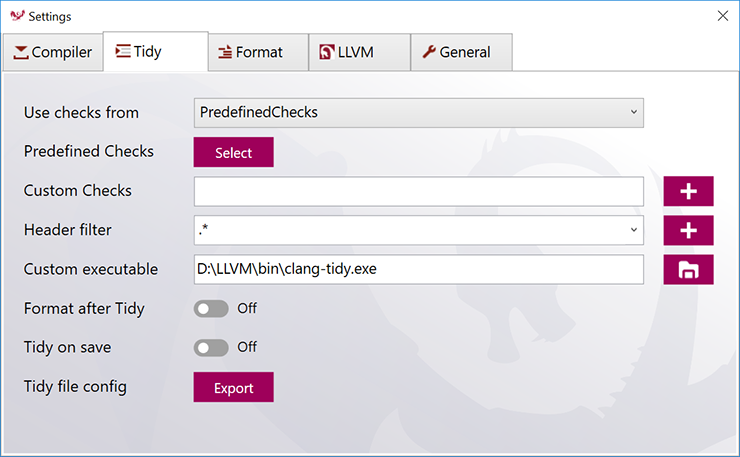 Settings
Compiler Tidy Format LLVM General
Use checks from PredefinedChecks
Predefined Checks Select
Custom Checks
Header filter .*
Custom executable D:\LLVM\bin\clang-tidy.exe
Format after Tidy Off
Tidy on save Off
Tidy file config Export